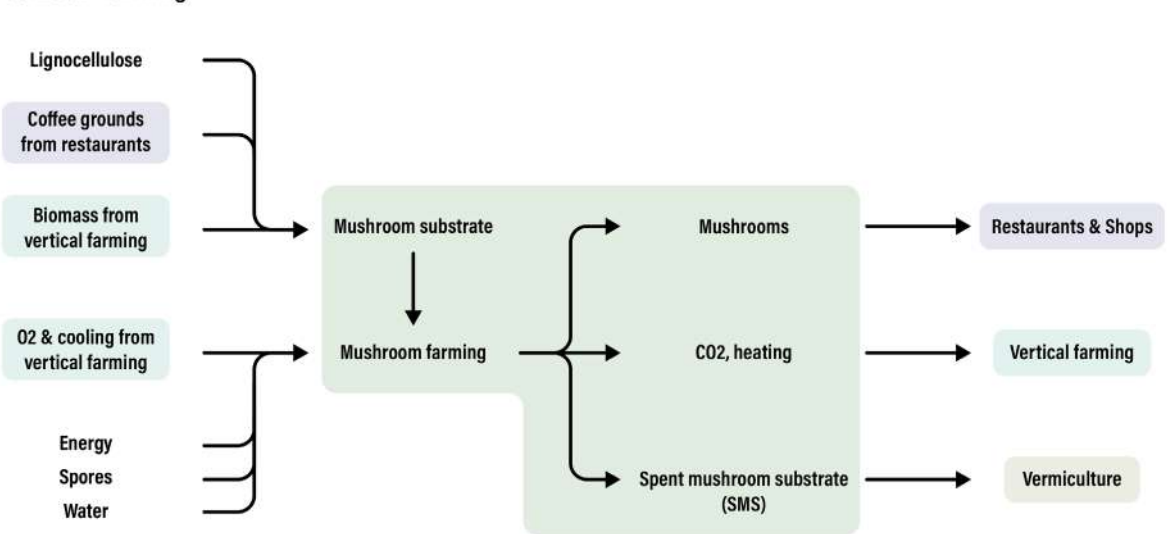 Lignocellulose
Coffee grounds
from restaurants
Biomass from
vertical farming
O2 & cooling from
vertical farming
Energy
Spores
Water
Mushroom substrate
Mushroom farming
Mushrooms
CO2, heating
Spent mushroom substrate
(SMS)
Restaurants & Shops
Vertical farming
Vermiculture